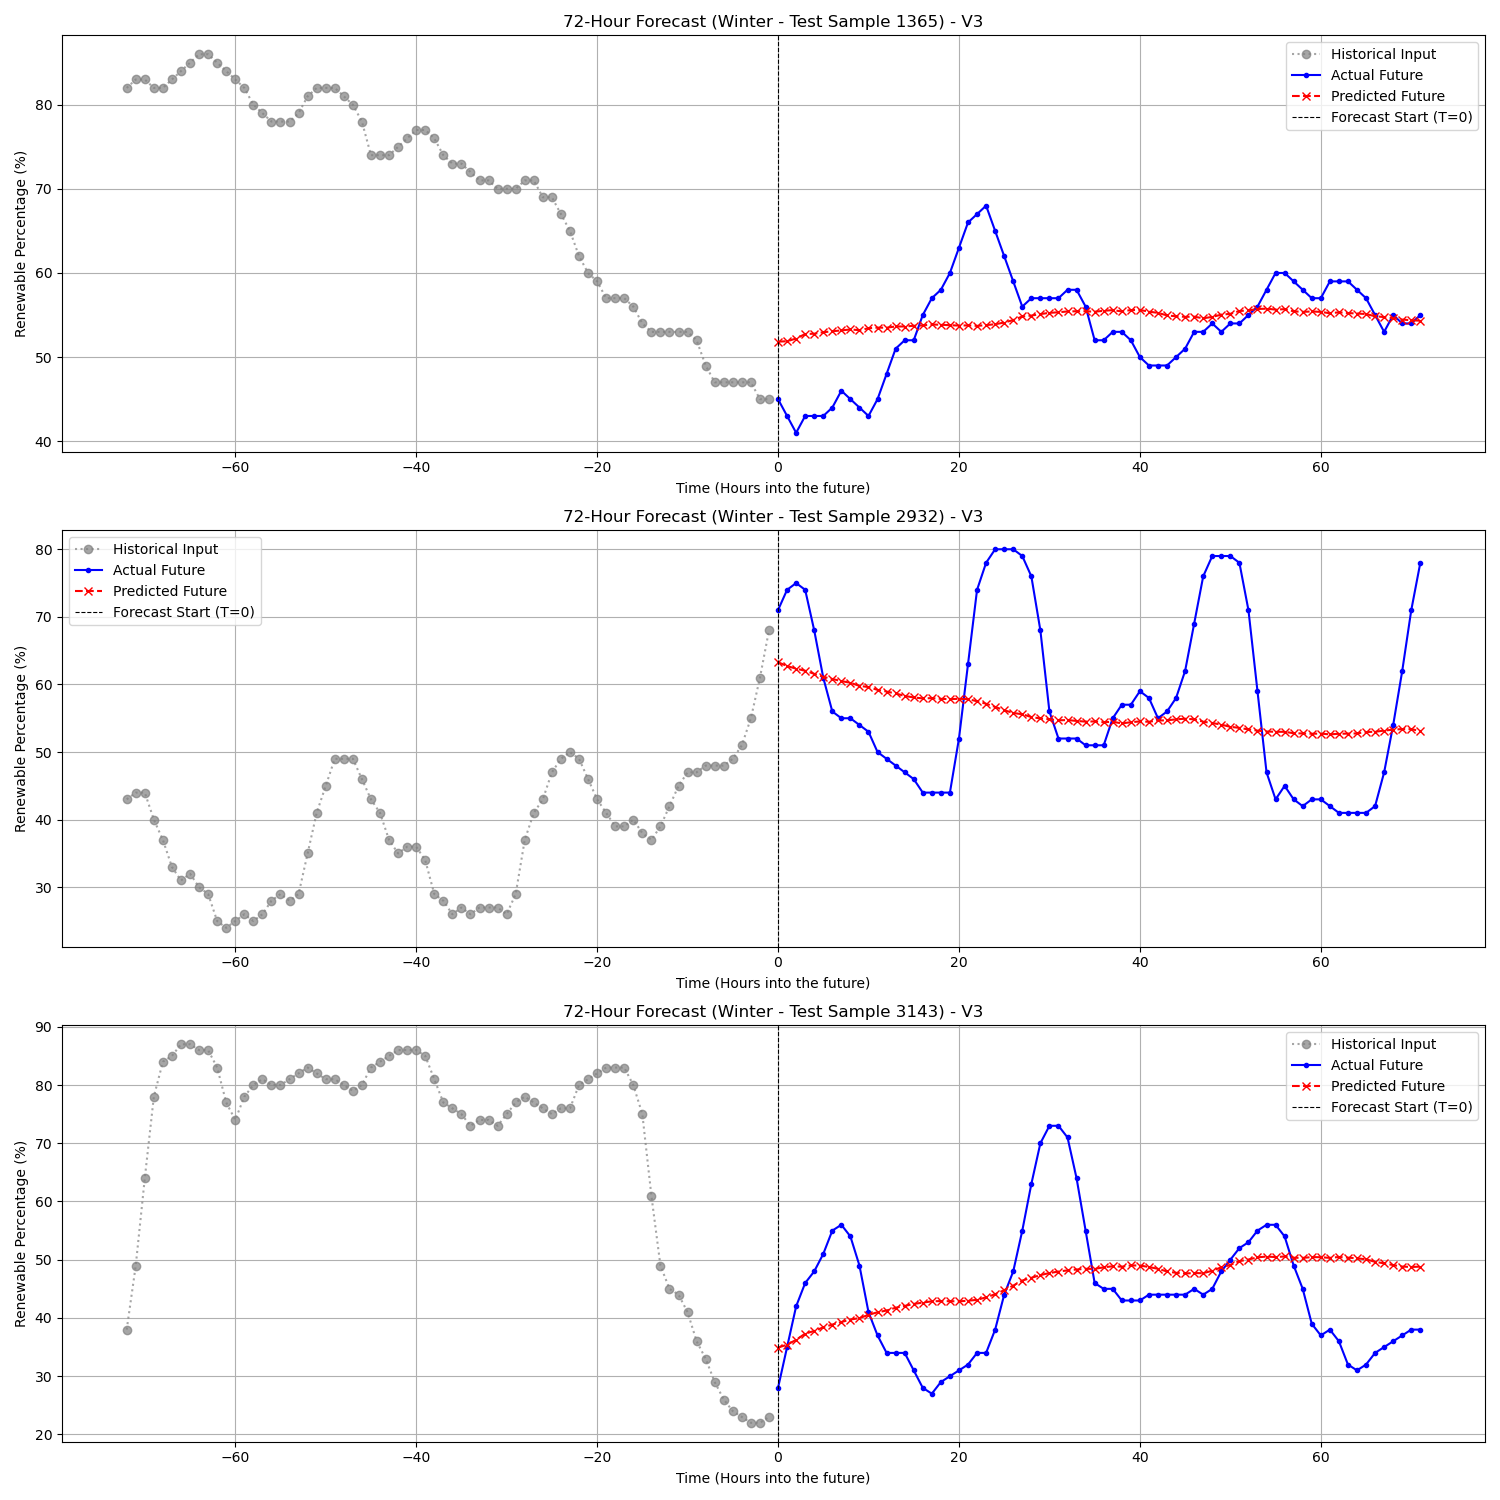 72-Hour Forecast (Winter - Test Sample 1365) - V3
Renewable Percentage (%)
80
70
60
50
40
Historical Input
Actual Future
Predicted Future
Forecast Start (T=0)
−60 −40 −20 0 20 40 60
Time (Hours into the future)
72-Hour Forecast (Winter - Test Sample 2932) - V3
Renewable Percentage (%)
80
70
60
50
40
30
Historical Input
Actual Future
Predicted Future
Forecast Start (T=0)
−60 −40 −20 0 20 40 60
Time (Hours into the future)
72-Hour Forecast (Winter - Test Sample 3143) - V3
Renewable Percentage (%)
90
80
70
60
50
40
30
20
Historical Input
Actual Future
Predicted Future
Forecast Start (T=0)
−60 −40 −20 0 20 40 60
Time (Hours into the future)